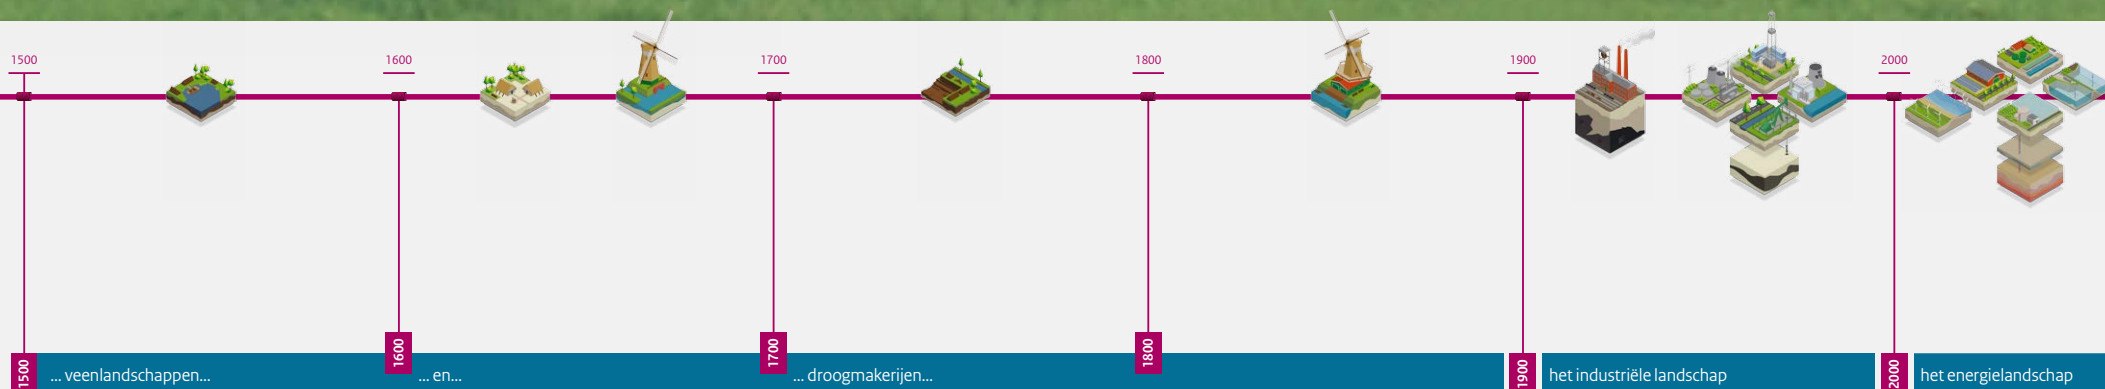 1500
1600
1700
1800
1900
2000
1500
... veenlandschappen...
1600
... en...
1700
... droogmakerijen...
1800
1900
het industriële landschap
2000
het energielandschap